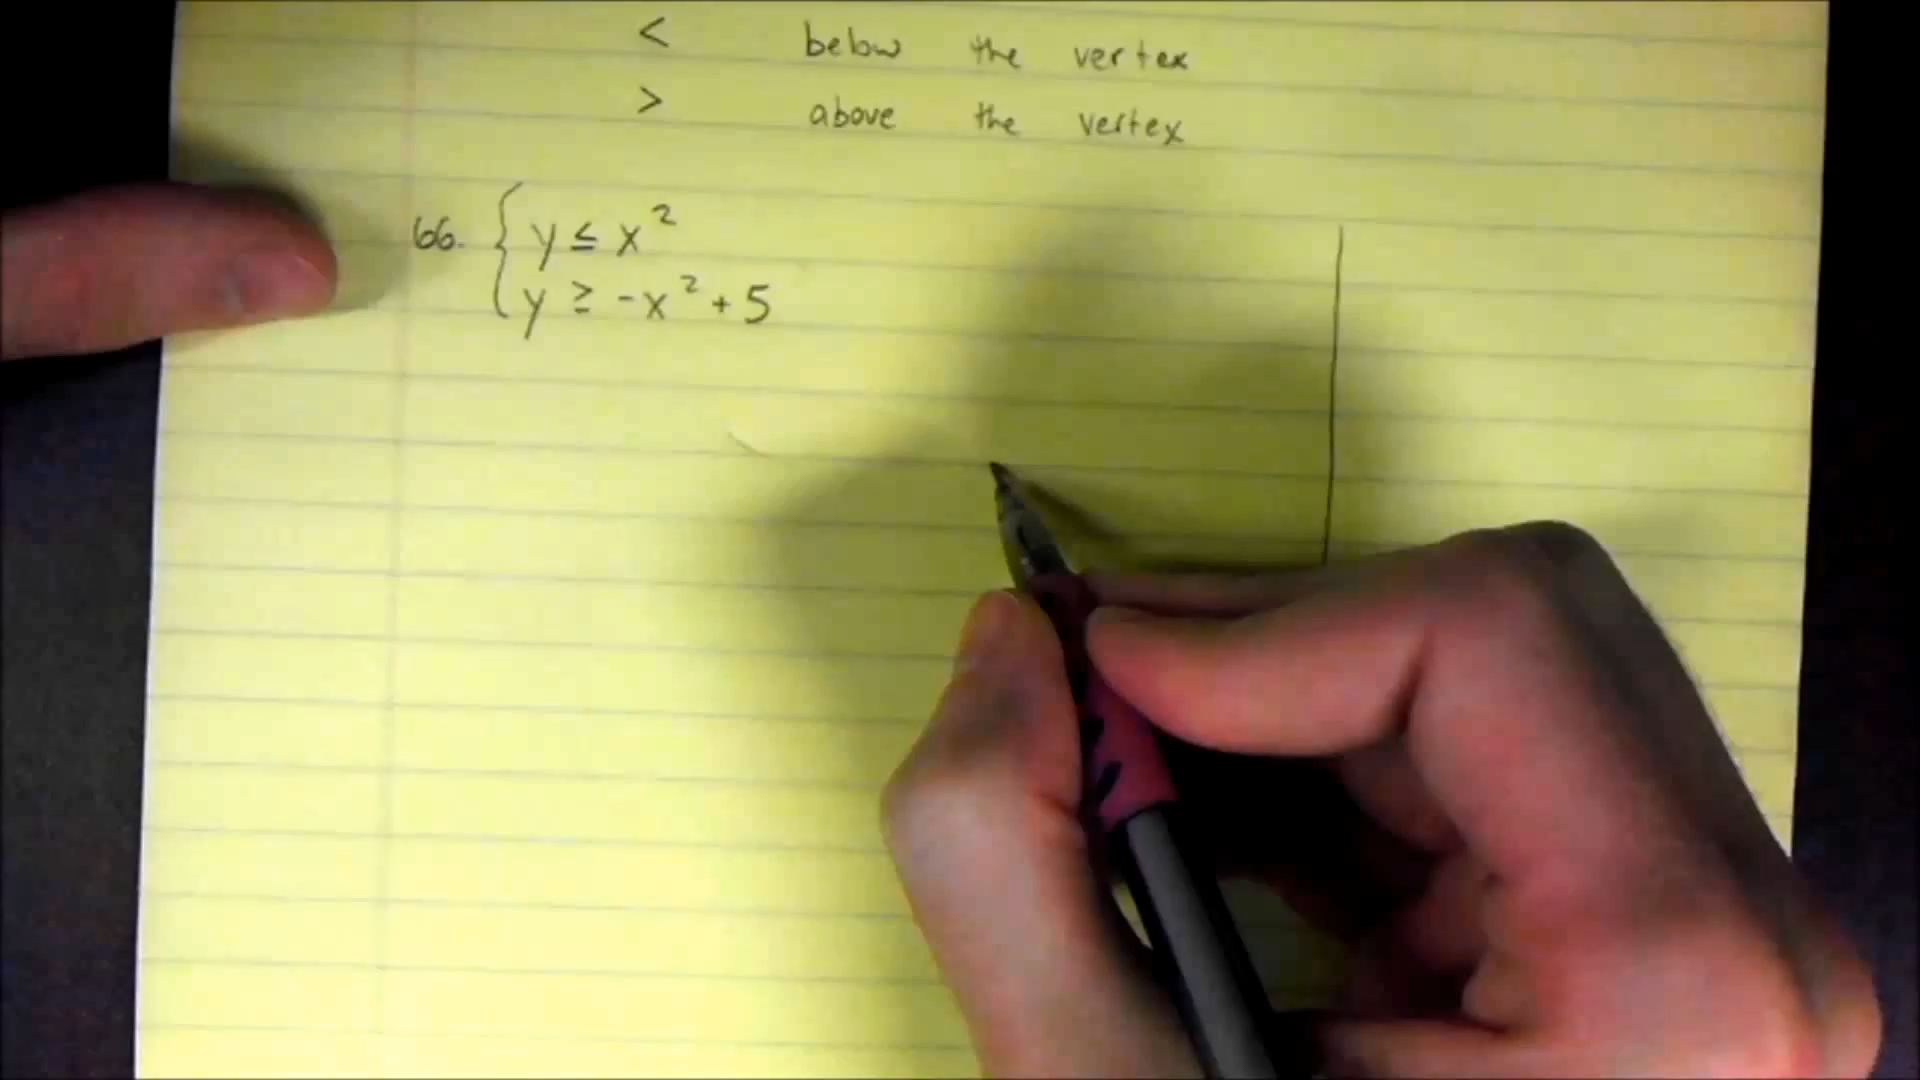 < below the vertex
> above the vertex
66. { y ≤ x²
y ≥ -x² + 5